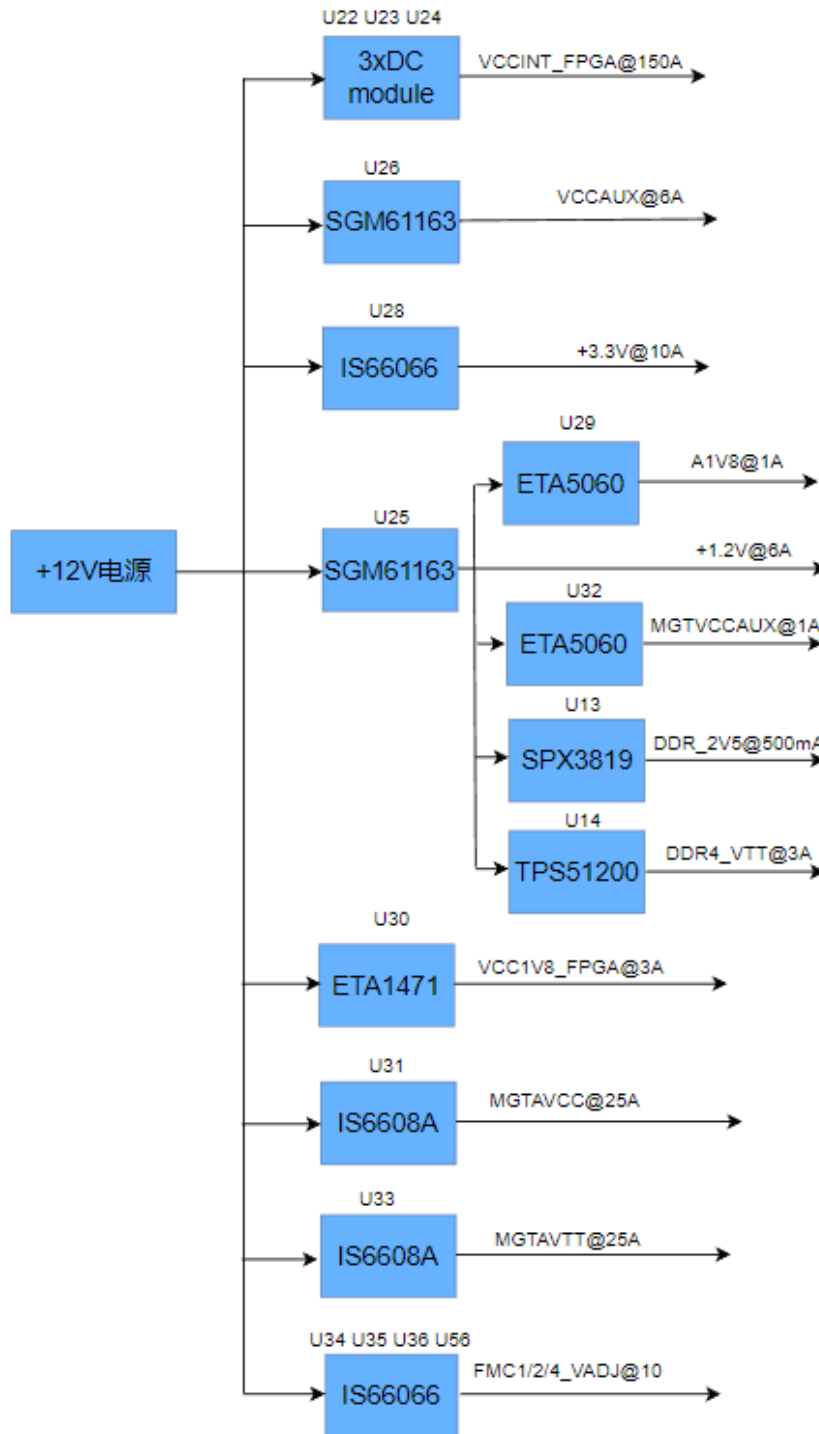 U22 U23 U24
3xDC
module
VCCINT_FPGA@150A
U26
SGM61163
VCCAUX@6A
U28
IS66066
+3.3V@10A
U29
ETA5060
A1V8@1A
+12V电源
U25
SGM61163
+1.2V@6A
U32
ETA5060
MGTVCCAUX@1A
U13
SPX3819
DDR_2V5@500mA
U14
TPS51200
DDR4_VTT@3A
U30
ETA1471
VCC1V8_FPGA@3A
U31
IS6608A
MGTAVCC@25A
U33
IS6608A
MGTAVTT@25A
U34 U35 U36 U56
IS66066
FMC1/2/4_VADJ@10